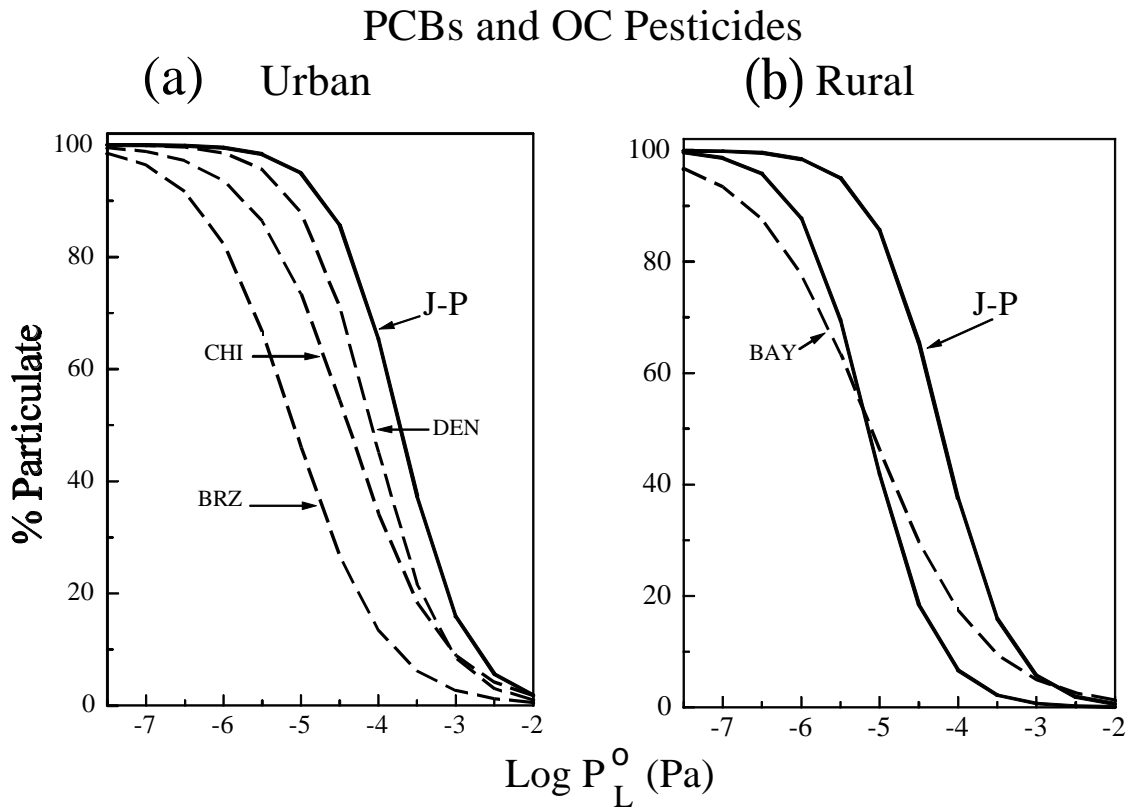 PCBs and OC Pesticides
(a) Urban
(b) Rural
% Particulate
100
80
60
40
20
0
J-P
CHI
DEN
BRZ
-7 -6 -5 -4 -3 -2
100
80
60
40
20
0
J-P
BAY
-7 -6 -5 -4 -3 -2
Log P_L^o (Pa)